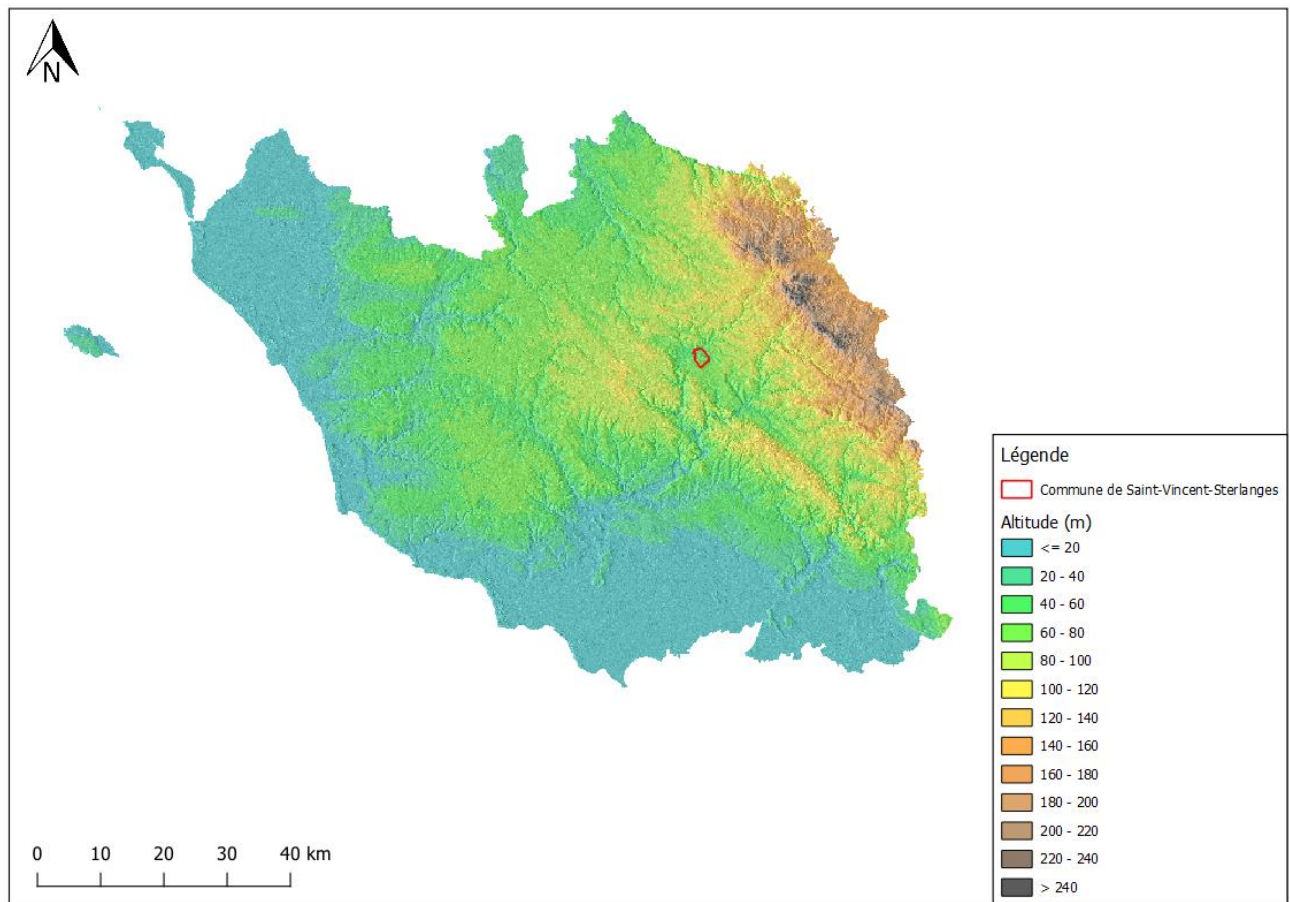 N
Légende
Commune de Saint-Vincent-Sterlanges
Altitude (m)
<= 20
20 - 40
40 - 60
60 - 80
80 - 100
100 - 120
120 - 140
140 - 160
160 - 180
180 - 200
200 - 220
220 - 240
> 240
0 10 20 30 40 km